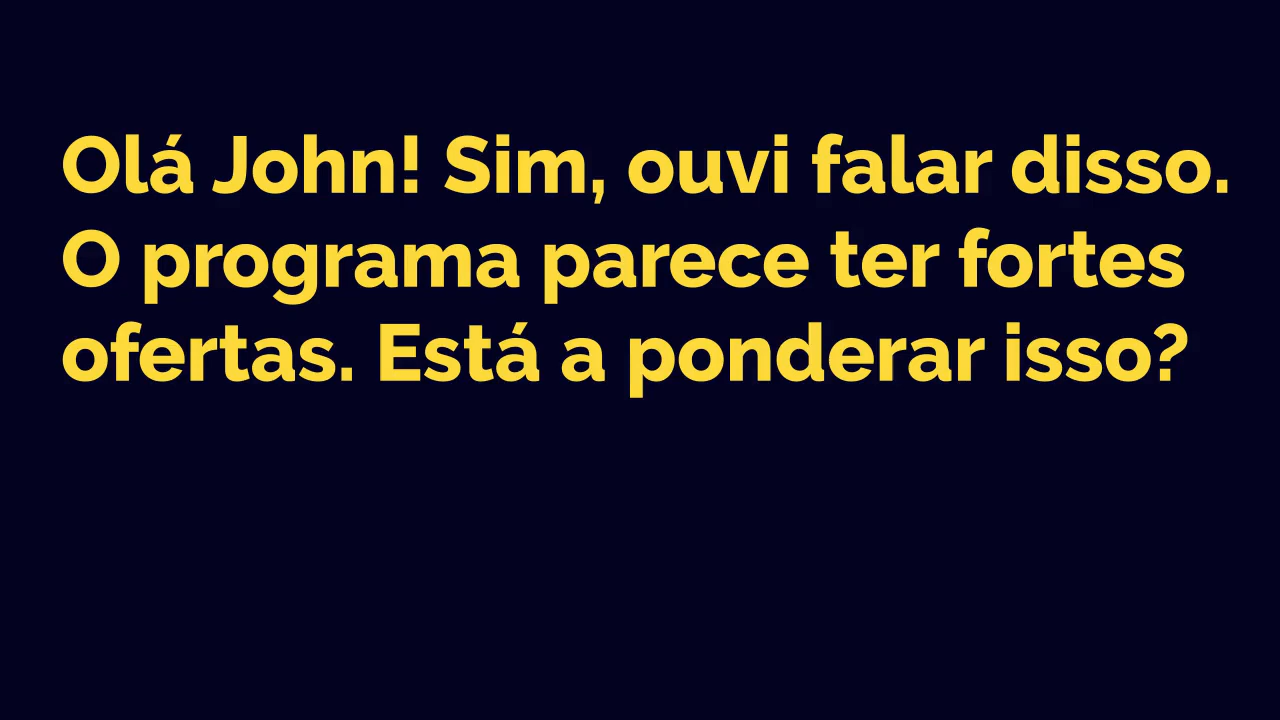 Olá John! Sim, ouvi falar disso.
O programa parece ter fortes
ofertas. Está a ponderar isso?